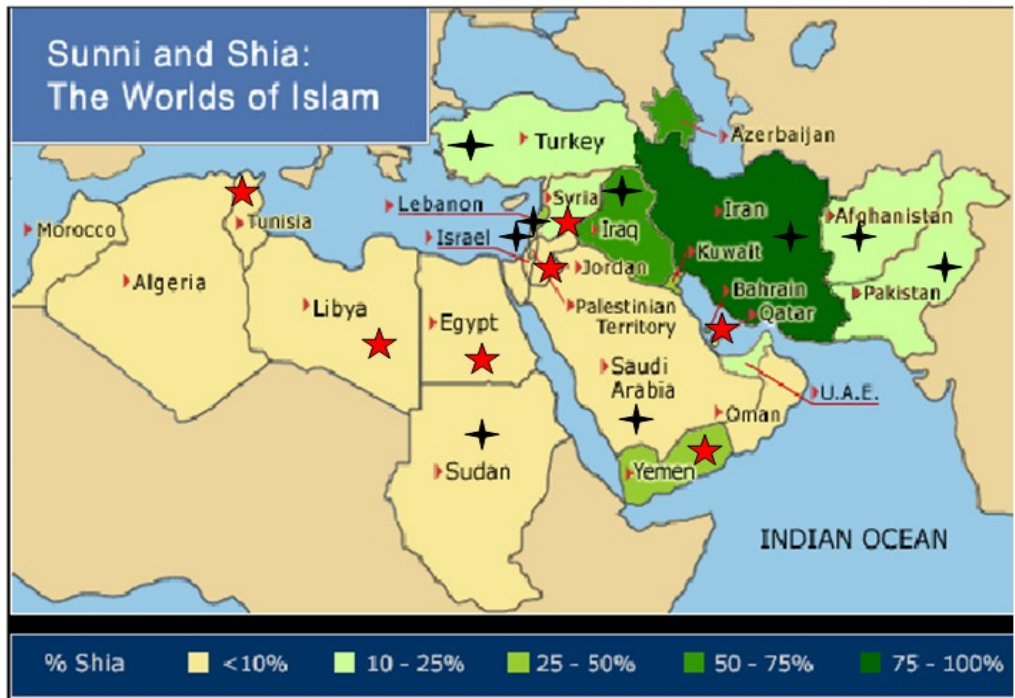 Sunni and Shia:
The Worlds of Islam
Turkey
Azerbaijan
Lebanon
Syria
Iran
Afghanistan
Morocco
Tunisia
Israel
Iraq
Kuwait
Algeria
Jordan
Bahrain
Pakistan
Libya
Egypt
Palestinian
Territory
Qatar
Saudi
Arabia
U.A.E.
Oman
Sudan
Yemen
INDIAN OCEAN
% Shia <10% 10 - 25% 25 - 50% 50 - 75% 75 - 100%